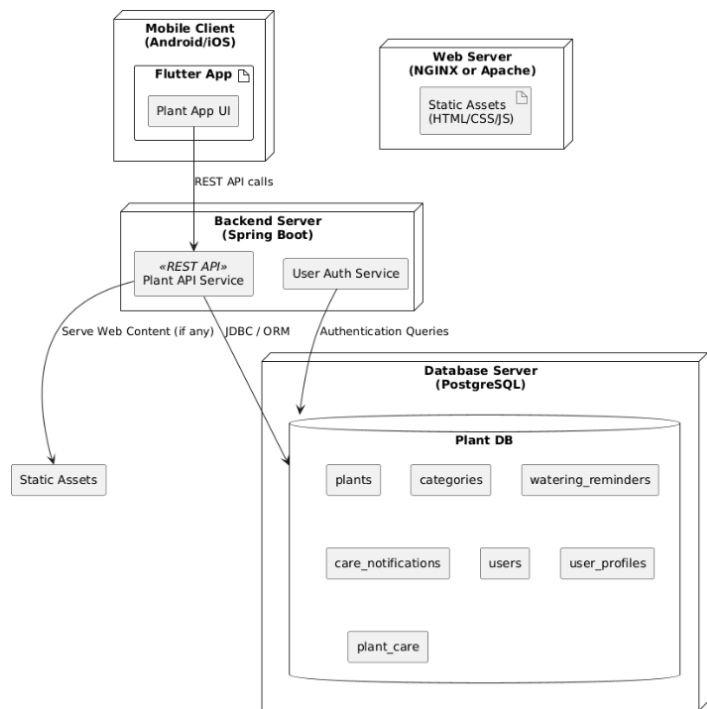 Mobile Client
(Android/iOS)
Flutter App
Plant App UI
Web Server
(NGINX or Apache)
Static Assets
(HTML/CSS/JS)
REST API calls
Backend Server
(Spring Boot)
«REST API»
Plant API Service
User Auth Service
Serve Web Content (if any)
JDBC / ORM
Authentication Queries
Database Server
(PostgreSQL)
Plant DB
Static Assets
plants
categories
watering_reminders
care_notifications
users
user_profiles
plant_care